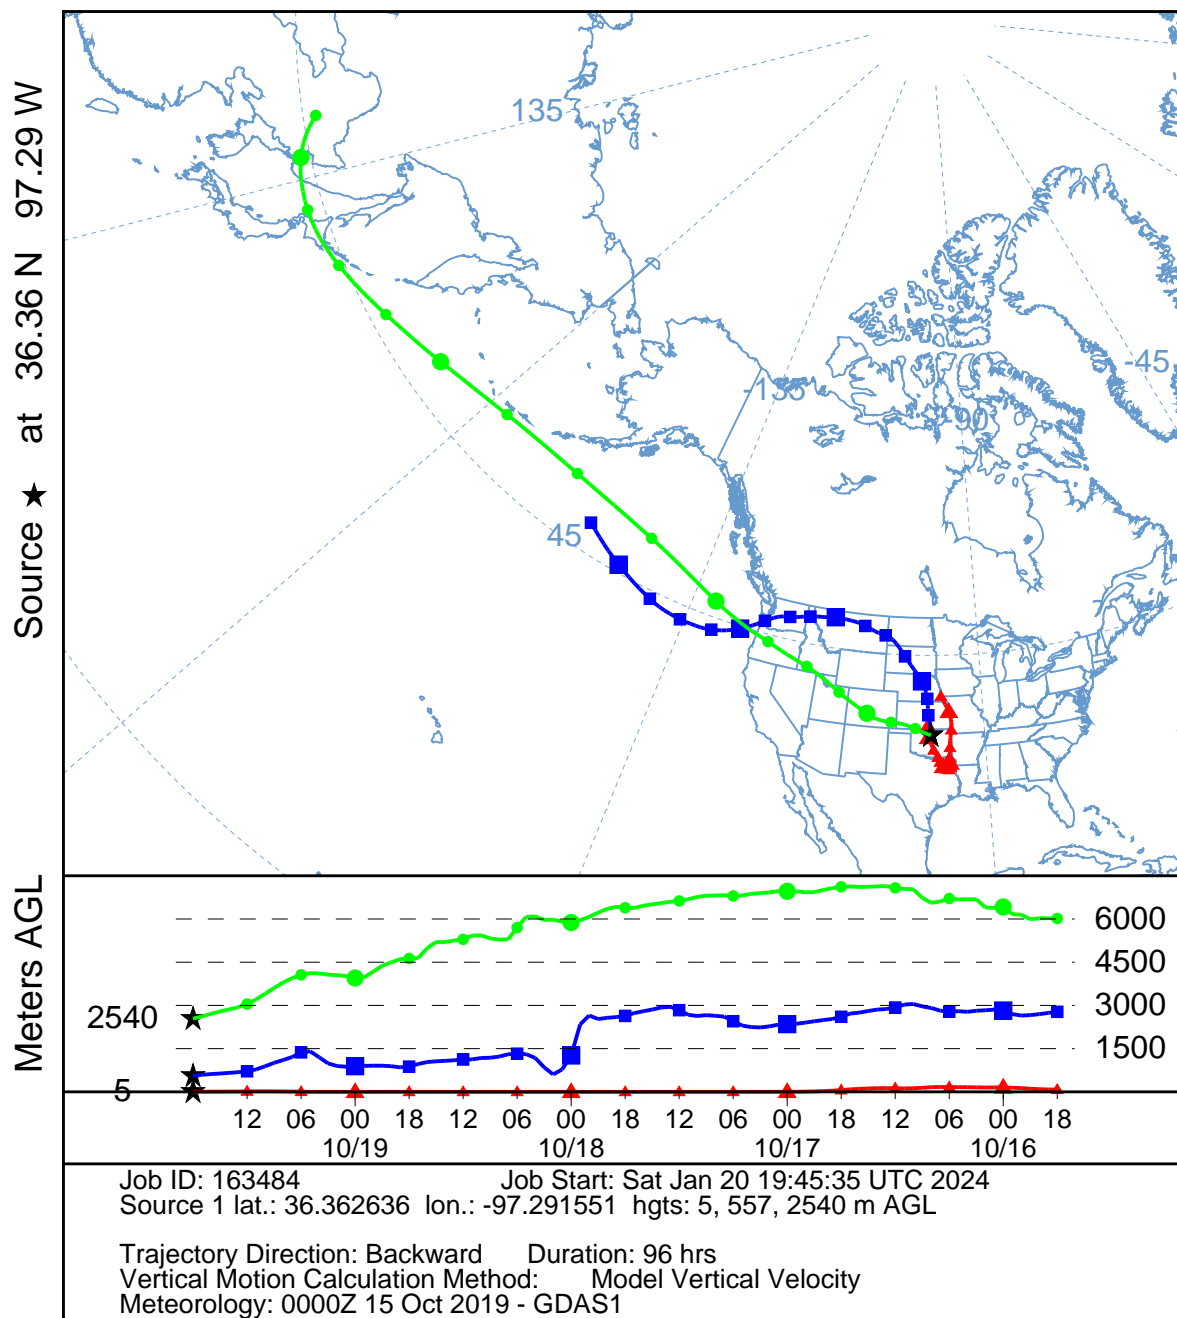 Source ★ at 36.36 N 97.29 W
135
-45
-135
-90
45
Meters AGL
6000
4500
3000
1500
2540
5
12 06 00 18 12 06 00 18 12 06 00 18 12 06 00 18
10/19 10/18 10/17 10/16
Job ID: 163484 Job Start: Sat Jan 20 19:45:35 UTC 2024
Source 1 lat.: 36.362636 lon.: -97.291551 hgts: 5, 557, 2540 m AGL
Trajectory Direction: Backward Duration: 96 hrs
Vertical Motion Calculation Method: Model Vertical Velocity
Meteorology: 0000Z 15 Oct 2019 - GDAS1